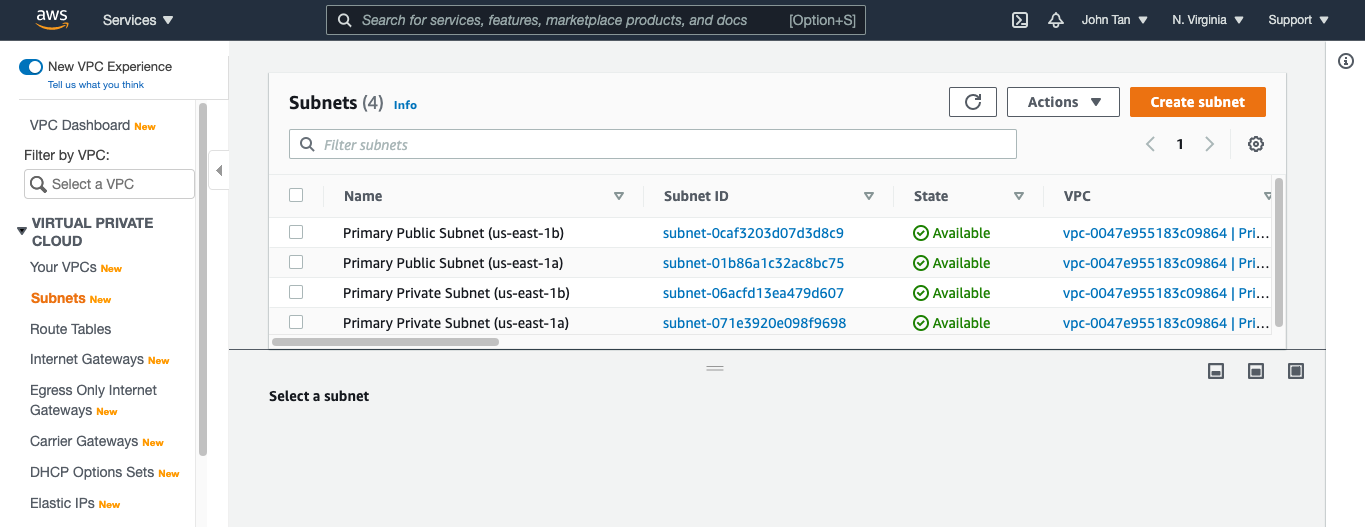 aws Services Search for services, features, marketplace products, and docs [Option+S] John Tan N. Virginia Support
New VPC Experience
Tell us what you think
VPC Dashboard New
Filter by VPC:
Select a VPC
VIRTUAL PRIVATE
CLOUD
Your VPCs New
Subnets New
Route Tables
Internet Gateways New
Egress Only Internet
Gateways New
Carrier Gateways New
DHCP Options Sets New
Elastic IPs New
Subnets (4) Info Actions Create subnet
Filter subnets 1
Name Subnet ID State VPC
Primary Public Subnet (us-east-1b) subnet-0caf3203d07d3d8c9 Available vpc-0047e955183c09864 | Pri...
Primary Public Subnet (us-east-1a) subnet-01b86a1c32ac8bc75 Available vpc-0047e955183c09864 | Pri...
Primary Private Subnet (us-east-1b) subnet-06acfd13ea479d607 Available vpc-0047e955183c09864 | Pri...
Primary Private Subnet (us-east-1a) subnet-071e3920e098f9698 Available vpc-0047e955183c09864 | Pri...
Select a subnet